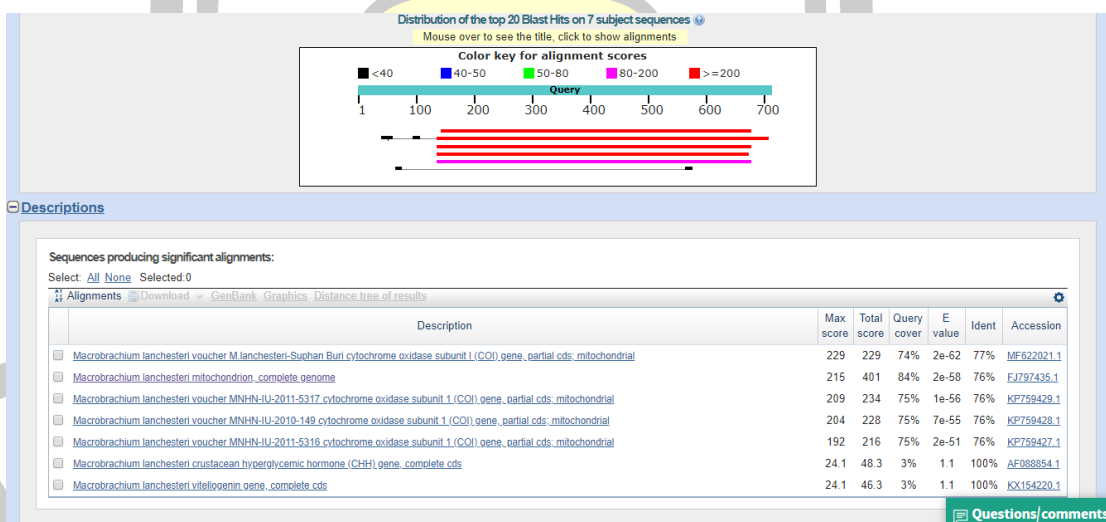 Distribution of the top 20 Blast Hits on 7 subject sequences
Mouse over to see the title, click to show alignments
Color key for alignment scores
<40 40-50 50-80 80-200 >=200
Query
1 100 200 300 400 500 600 700
Descriptions
Sequences producing significant alignments:
Select: All None Selected:0
Alignments Download GenBank Graphics Distance tree of results
Description Max score Total score Query cover E value Ident Accession
Macrobrachium lanchesteri voucher M.lanchesteri-Suphan Buri cytochrome oxidase subunit I (COI) gene, partial cds; mitochondrial 229 229 74% 2e-62 77% MF622021.1
Macrobrachium lanchesteri mitochondrion, complete genome 215 401 84% 2e-58 76% FJ797435.1
Macrobrachium lanchesteri voucher MNHN-IU-2011-5317 cytochrome oxidase subunit 1 (COI) gene, partial cds; mitochondrial 209 234 75% 1e-56 76% KP759429.1
Macrobrachium lanchesteri voucher MNHN-IU-2010-149 cytochrome oxidase subunit 1 (COI) gene, partial cds; mitochondrial 204 228 75% 7e-55 76% KP759428.1
Macrobrachium lanchesteri voucher MNHN-IU-2011-5316 cytochrome oxidase subunit 1 (COI) gene, partial cds; mitochondrial 192 216 75% 2e-51 76% KP759427.1
Macrobrachium lanchesteri crustacean hyperglycemic hormone (CHH) gene, complete cds 24.1 48.3 3% 1.1 100% AF088854.1
Macrobrachium lanchesteri vitellogenin gene, complete cds 24.1 46.3 3% 1.1 100% KX154220.1
Questions/comments